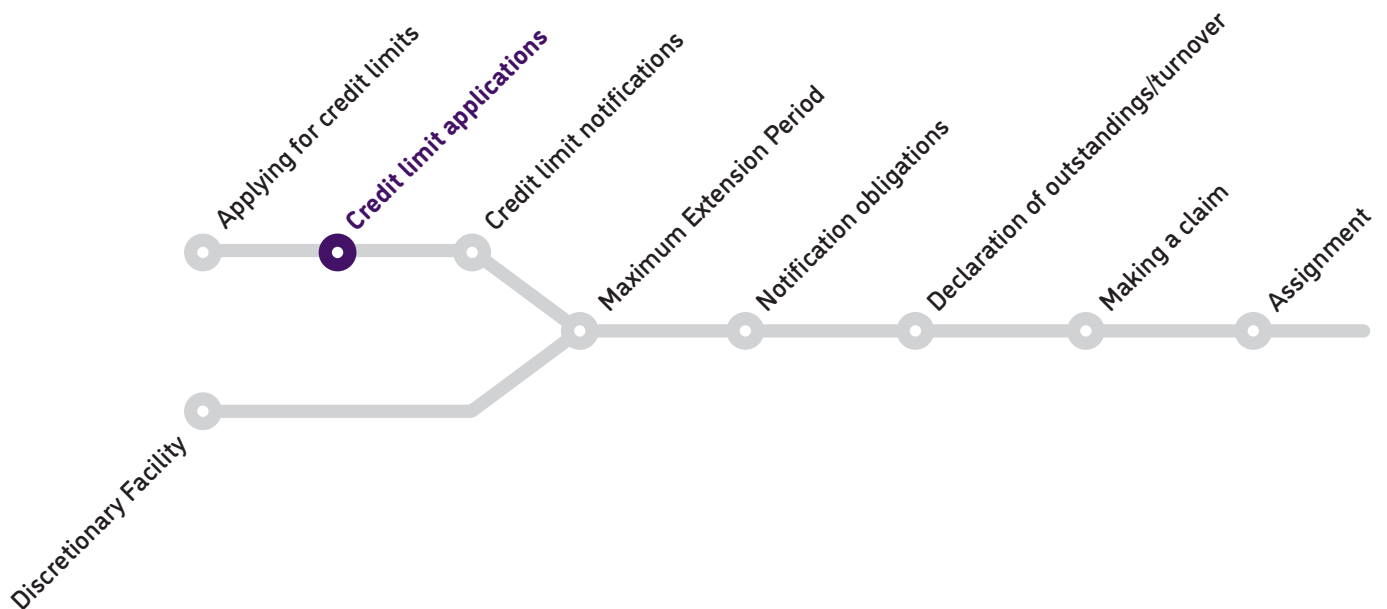 Applying for credit limits
Credit limit applications
Credit limit notifications
Maximum Extension Period
Notification obligations
Declaration of outstandings/turnover
Making a claim
Assignment
Discretionary Facility